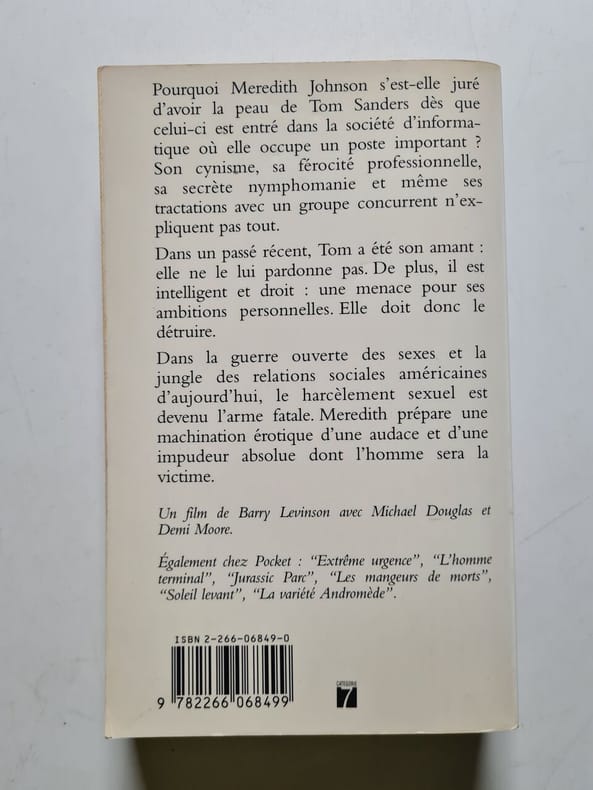 Pourquoi Meredith Johnson s'est-elle juré
d'avoir la peau de Tom Sanders dès que
celui-ci est entré dans la société d'informa-
tique où elle occupe un poste important ?
Son cynisme, sa férocité professionnelle,
sa secrète nymphomanie et même ses
tractations avec un groupe concurrent n'ex-
pliquent pas tout.
Dans un passé récent, Tom a été son amant :
elle ne le lui pardonne pas. De plus, il est
intelligent et droit : une menace pour ses
ambitions personnelles. Elle doit donc le
détruire.
Dans la guerre ouverte des sexes et la
jungle des relations sociales américaines
d'aujourd'hui, le harcèlement sexuel est
devenu l'arme fatale. Meredith prépare une
machination érotique d'une audace et d'une
impudeur absolue dont l'homme sera la
victime.
Un film de Barry Levinson avec Michael Douglas et
Demi Moore.
Également chez Pocket : “Extrême urgence”, “L'homme
terminal”, “Jurassic Parc”, “Les mangeurs de morts”,
“Soleil levant”, “La variété Andromède”.
ISBN 2-266-06849-0
9 782266 068499
CATÉGORIE
7